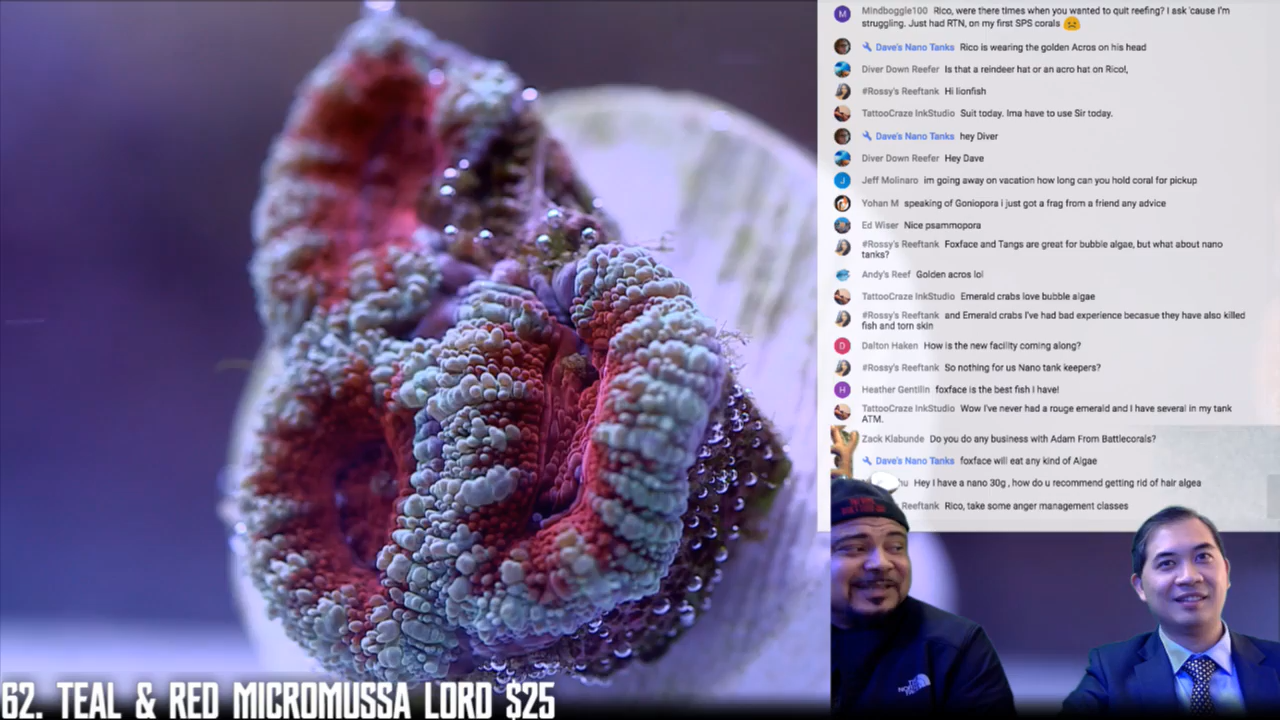 Mindboggle100 Rico, were there times when you wanted to quit reefing? I ask 'cause I'm
struggling. Just had RTN, on my first SPS corals
Dave's Nano Tanks Rico is wearing the golden Acros on his head
Diver Down Reefer Is that a reindeer hat or an acro hat on Rico!,
#Rossy's Reeftank Hi lionfish
TattooCraze InkStudio Suit today. Ima have to use Sir today.
Dave's Nano Tanks hey Diver
Diver Down Reefer Hey Dave
Jeff Molinaro im going away on vacation how long can you hold coral for pickup
Yohan M speaking of Goniopora i just got a frag from a friend any advice
Ed Wiser Nice psammopora
#Rossy's Reeftank Foxface and Tangs are great for bubble algae, but what about nano
tanks?
Andy's Reef Golden acros lol
TattooCraze InkStudio Emerald crabs love bubble algae
#Rossy's Reeftank and Emerald crabs I've had bad experience becasue they have also killed
fish and torn skin
Dalton Haken How is the new facility coming along?
#Rossy's Reeftank So nothing for us Nano tank keepers?
Heather Gentilin foxface is the best fish I have!
TattooCraze InkStudio Wow I've never had a rouge emerald and I have several in my tank
ATM.
Zack Klabunde Do you do any business with Adam From Battlecorals?
Dave's Nano Tanks foxface will eat any kind of Algae
Hey I have a nano 30g , how do u recommend getting rid of hair algea
Reeftank Rico, take some anger management classes
62. TEAL & RED MICROMUSSA LORD $25